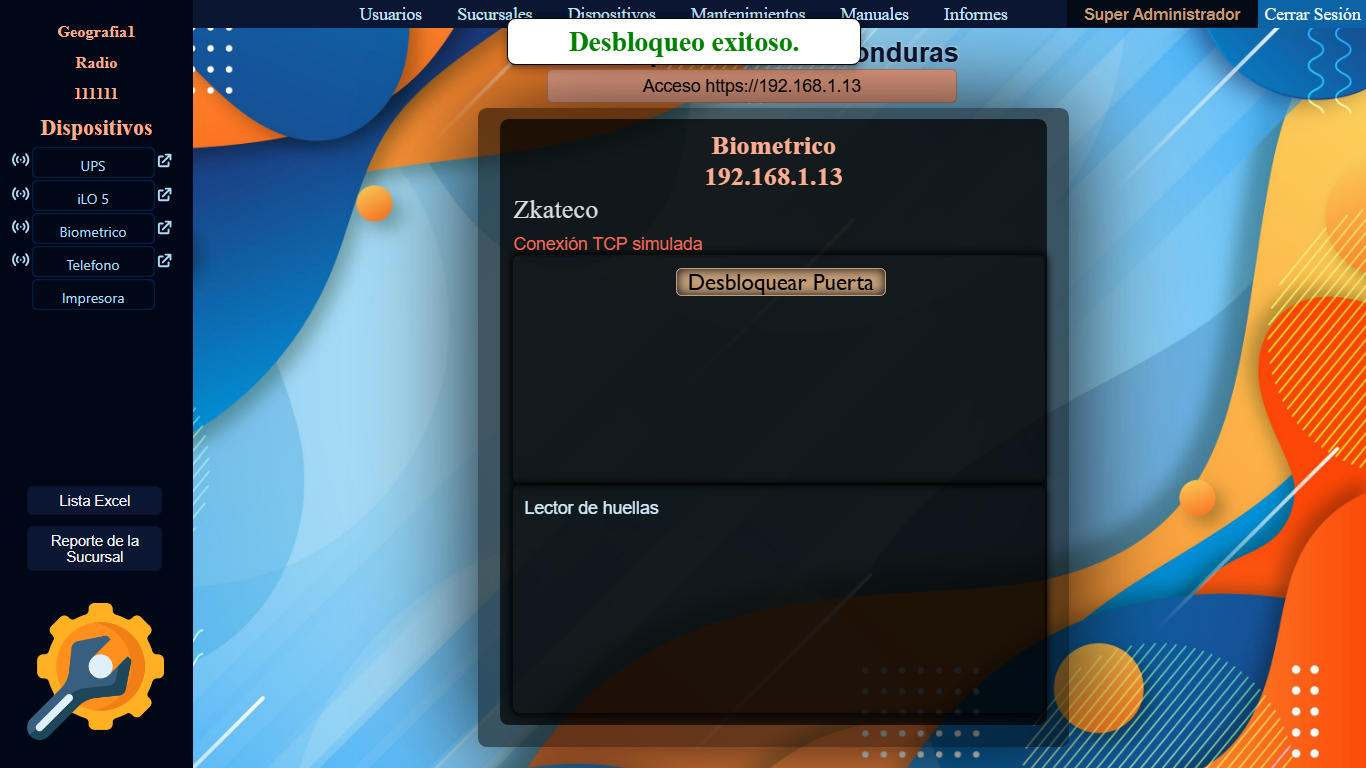 Geografia1
Radio
111111
Dispositivos
UPS
iLO 5
Biometrico
Telefono
Impresora
Lista Excel
Reporte de la
Sucursal
Usuarios Sucursales Dispositivos Mantenimientos Manuales Informes Super Administrador Cerrar Sesión
Desbloqueo exitoso.
Acceso https://192.168.1.13
Biometrico
192.168.1.13
Zkateco
Conexión TCP simulada
Desbloquear Puerta
Lector de huellas